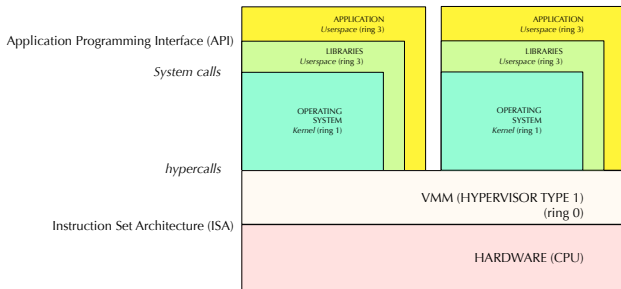 APPLICATION
Userspace (ring 3)
APPLICATION
Userspace (ring 3)
Application Programming Interface (API)
LIBRARIES
Userspace (ring 3)
LIBRARIES
Userspace (ring 3)
System calls
OPERATING
SYSTEM
Kernel (ring 1)
OPERATING
SYSTEM
Kernel (ring 1)
hypercalls
VMM (HYPERVISOR TYPE 1)
(ring 0)
Instruction Set Architecture (ISA)
HARDWARE (CPU)